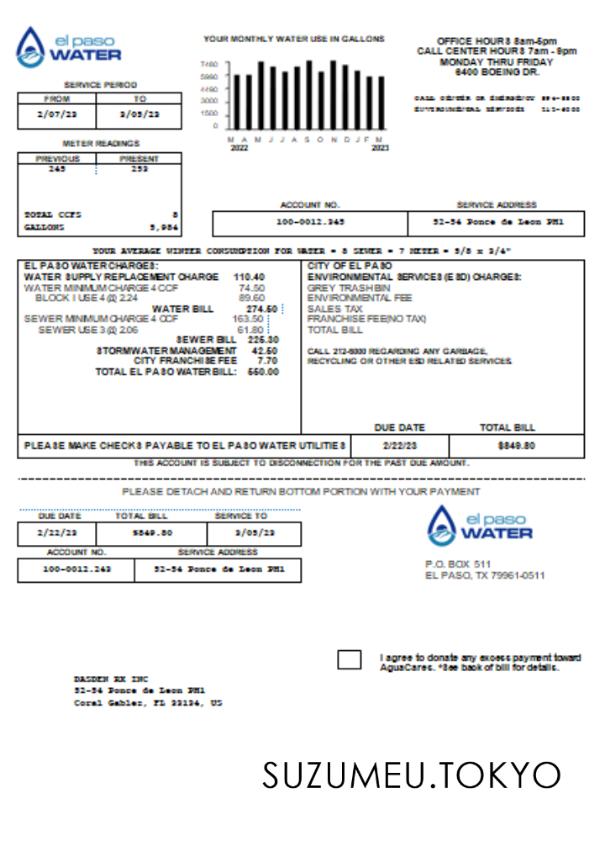 el paso
WATER
YOUR MONTHLY WATER USE IN GALLONS
7480
5980
4490
3000
1500
0
M A M J J A S O N D J F M
2022 2023
OFFICE HOURS 8am-5pm
CALL CENTER HOURS 7am - 9pm
MONDAY THRU FRIDAY
6400 BOEING DR.
SERVICE PERIOD
FROM TO
2/07/23 3/05/23
METER READINGS
PREVIOUS PRESENT
245 253
TOTAL CCFS 8
GALLONS 5,984
ACCOUNT NO. SERVICE ADDRESS
100-0012.345 52-54 Ponce de Leon PH1
YOUR AVERAGE WINTER CONSUMPTION FOR WATER = 8 SEWER = 7 METER = 5/8 x 3/4"
EL PASO WATER CHARGES:
WATER SUPPLY REPLACEMENT CHARGE 110.40
WATER MINIMUM CHARGE 4 CCF 74.50
BLOCK 1 USE 4 @ 2.24 89.60
WATER BILL 274.50
SEWER MINIMUM CHARGE 4 CCF 163.50
SEWER USE 3 @ 2.06 61.80
SEWER BILL 225.30
STORMWATER MANAGEMENT 42.50
CITY FRANCHISE FEE 7.70
TOTAL EL PASO WATER BILL: 550.00
CITY OF EL PASO
ENVIRONMENTAL SERVICES (ESD) CHARGES:
GREY TRASH BIN
ENVIRONMENTAL FEE
SALES TAX
FRANCHISE FEE(NO TAX)
TOTAL BILL
CALL 212-6000 REGARDING ANY GARBAGE,
RECYCLING OR OTHER ESD RELATED SERVICES.
DUE DATE TOTAL BILL
PLEASE MAKE CHECKS PAYABLE TO EL PASO WATER UTILITIES 2/22/23 $849.80
THIS ACCOUNT IS SUBJECT TO DISCONNECTION FOR THE PAST DUE AMOUNT.
PLEASE DETACH AND RETURN BOTTOM PORTION WITH YOUR PAYMENT
DUE DATE TOTAL BILL SERVICE TO
2/22/23 $849.80 3/05/23
ACCOUNT NO. SERVICE ADDRESS
100-0012.243 52-54 Ponce de Leon PH1
el paso
WATER
P.O. BOX 511
EL PASO, TX 79961-0511
I agree to donate any excess payment toward
AguaCares. *See back of bill for details.
DASDEN RX INC
52-54 Ponce de Leon PH1
Coral Gables, FL 33134, US
SUZUMEU.TOKYO